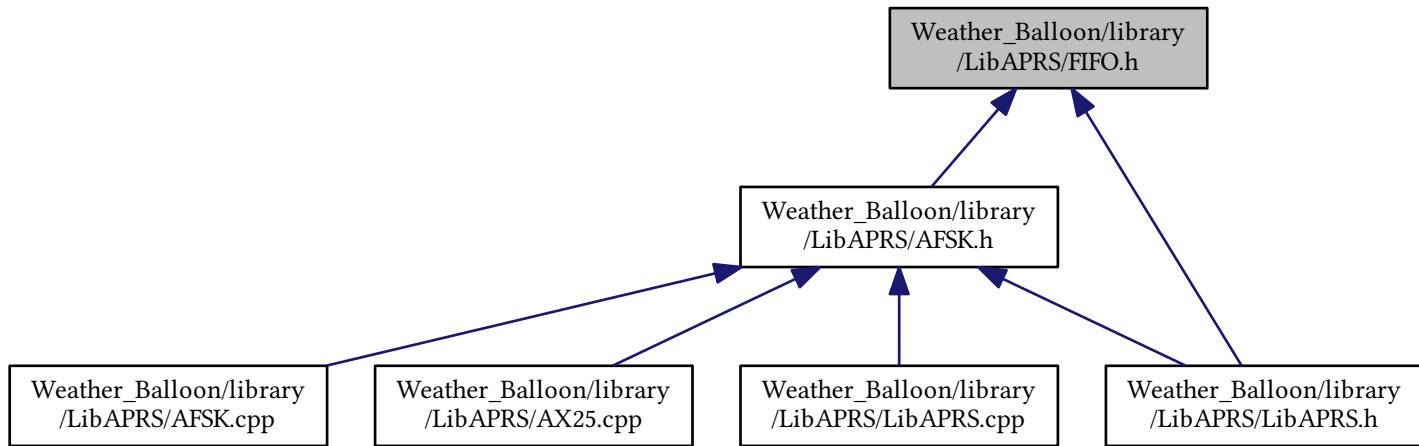 Weather_Balloon/library
/LibAPRS/FIFO.h
Weather_Balloon/library
/LibAPRS/AFSK.h
Weather_Balloon/library
/LibAPRS/AFSK.cpp
Weather_Balloon/library
/LibAPRS/AX25.cpp
Weather_Balloon/library
/LibAPRS/LibAPRS.cpp
Weather_Balloon/library
/LibAPRS/LibAPRS.h